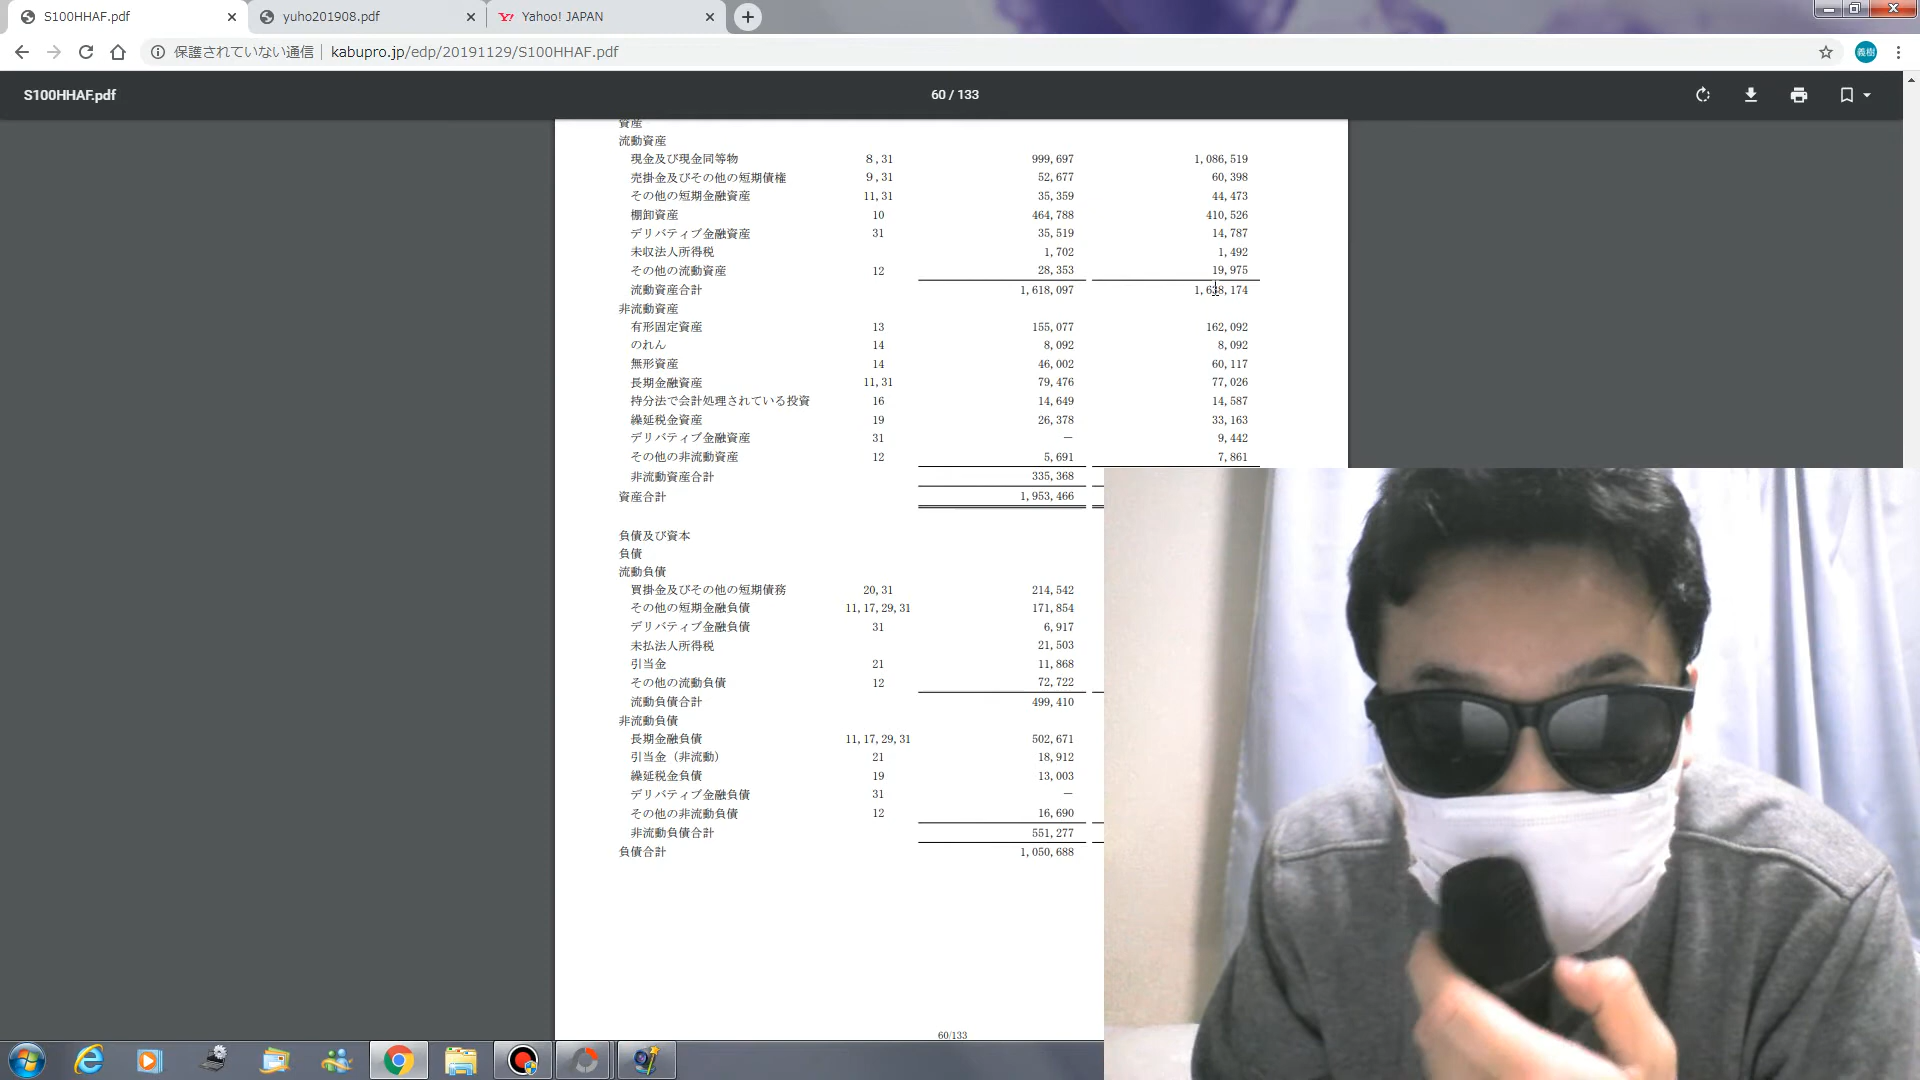 S100HHAF.pdf
yuho201908.pdf
Yahoo! JAPAN
保護されていない通信 | kabupro.jp/edp/20191129/S100HHAF.pdf
義樹
S100HHAF.pdf
60 / 133
資産
流動資産
現金及び現金同等物 8,31 999,697 1,086,519
売掛金及びその他の短期債権 9,31 52,677 60,398
その他の短期金融資産 11,31 35,359 44,473
棚卸資産 10 464,788 410,526
デリバティブ金融資産 31 35,519 14,787
未収法人所得税 1,702 1,492
その他の流動資産 12 28,353 19,975
流動資産合計 1,618,097 1,638,174
非流動資産
有形固定資産 13 155,077 162,092
のれん 14 8,092 8,092
無形資産 14 46,002 60,117
長期金融資産 11,31 79,476 77,026
持分法で会計処理されている投資 16 14,649 14,587
繰延税金資産 19 26,378 33,163
デリバティブ金融資産 31 － 9,442
その他の非流動資産 12 5,691 7,861
非流動資産合計 335,368
資産合計 1,953,466
負債及び資本
負債
流動負債
買掛金及びその他の短期債務 20,31 214,542
その他の短期金融負債 11,17,29,31 171,854
デリバティブ金融負債 31 6,917
未払法人所得税 21,503
引当金 21 11,868
その他の流動負債 12 72,722
流動負債合計 499,410
非流動負債
長期金融負債 11,17,29,31 502,671
引当金（非流動） 21 18,912
繰延税金負債 19 13,003
デリバティブ金融負債 31 －
その他の非流動負債 12 16,690
非流動負債合計 551,277
負債合計 1,050,688
60/133